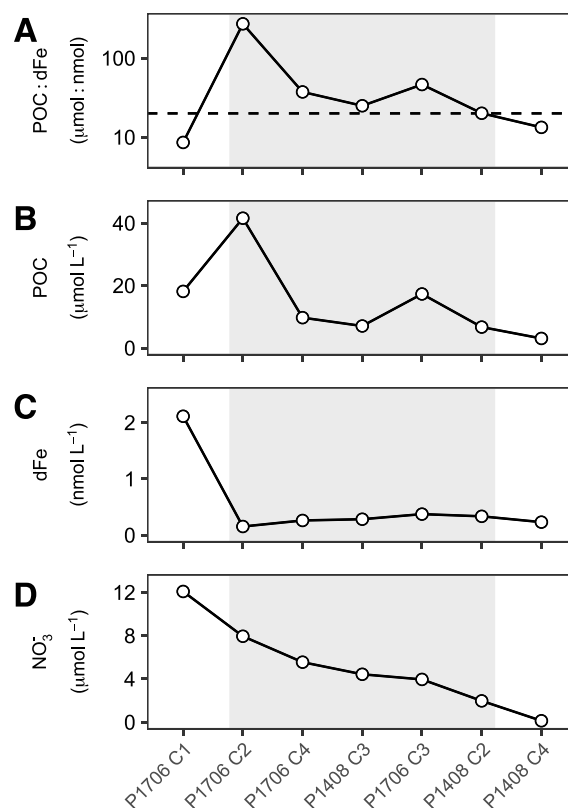 A
POC : dFe
(μmol : nmol)
100
10
B
POC
(μmol L⁻¹)
40
20
0
C
dFe
(nmol L⁻¹)
2
1
0
D
NO₃⁻
(μmol L⁻¹)
12
8
4
0
P1706 C1
P1706 C2
P1706 C4
P1408 C3
P1706 C3
P1408 C2
P1408 C4